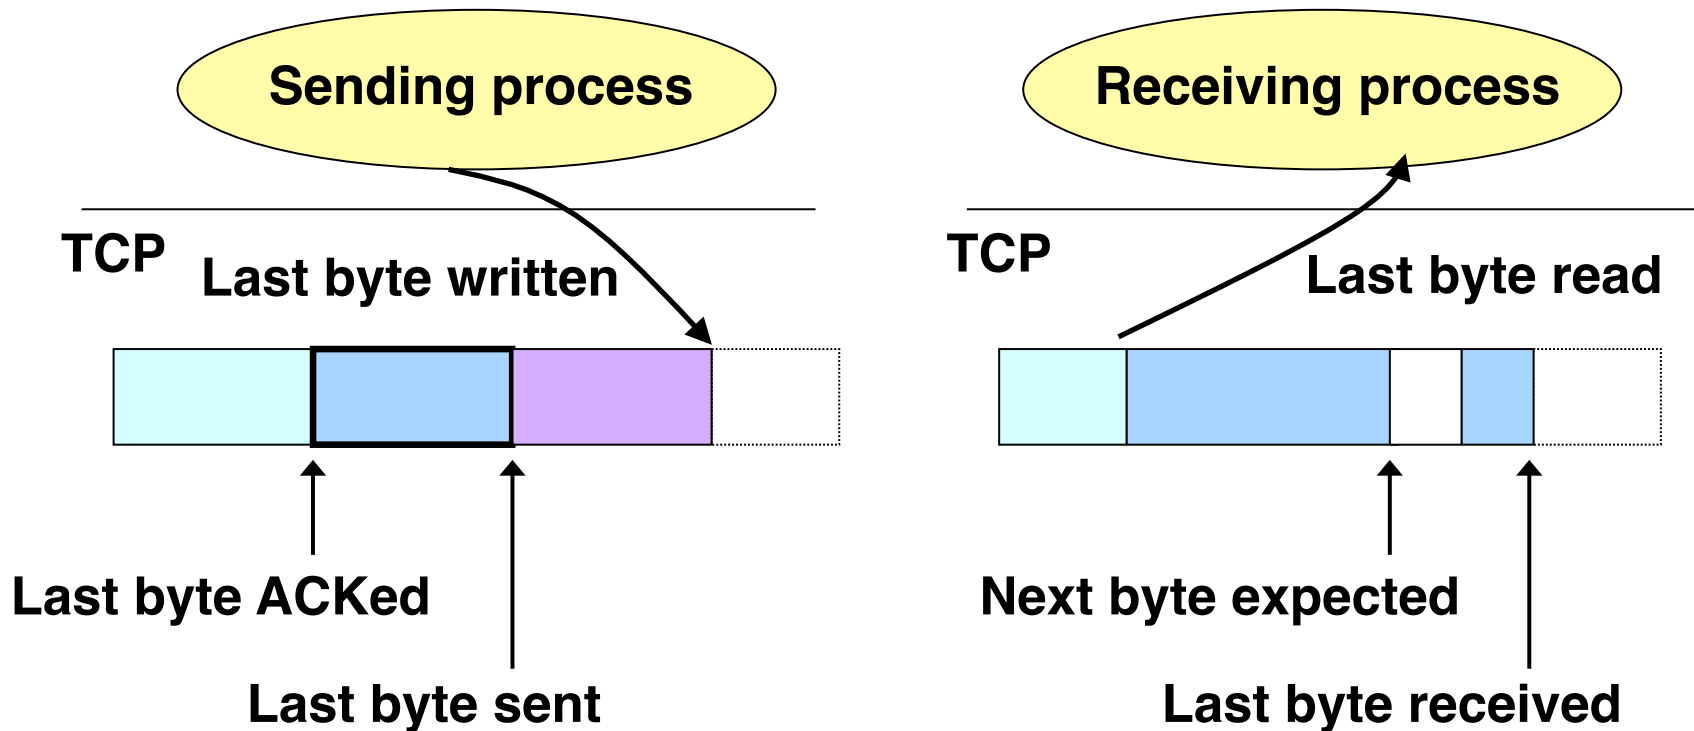 Sending process
TCP
Last byte written
Last byte ACKed
Last byte sent
Receiving process
TCP
Last byte read
Next byte expected
Last byte received